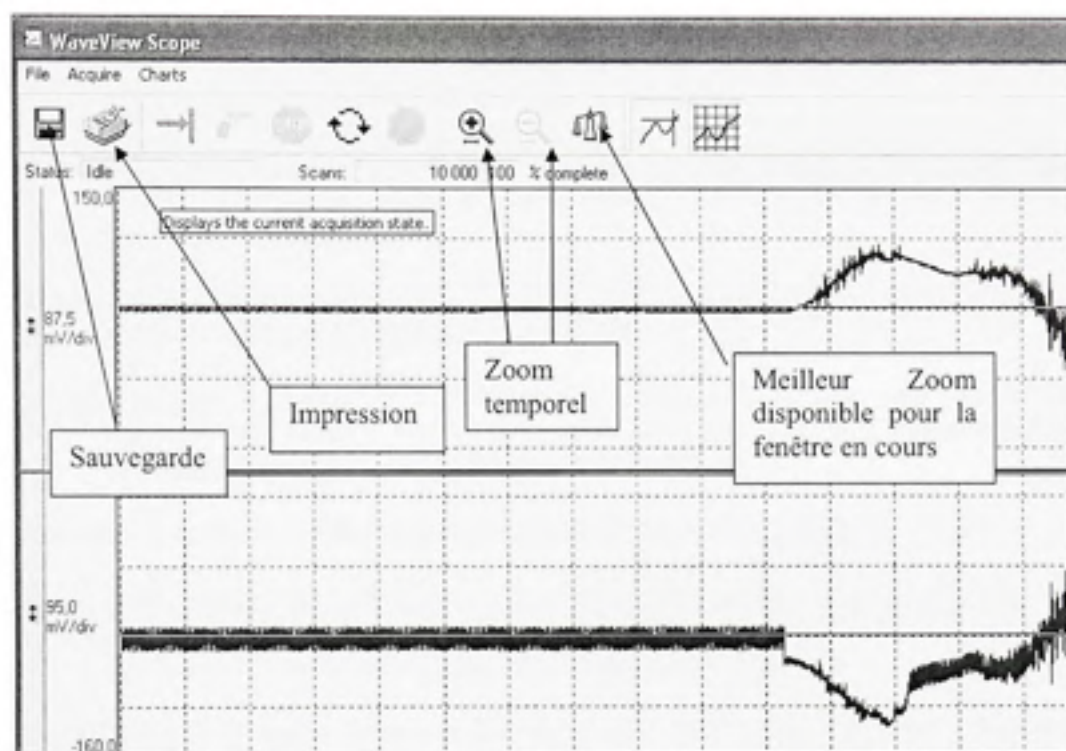 WaveView Scope
File Acquire Charts
Status: Idle Scans: 10 000 100 % complete
150,0
Displays the current acquisition state.
87,5
mV/div
Zoom
temporel
Meilleur Zoom
disponible pour la
fenêtre en cours
Impression
Sauvegarde
95,0
mV/div
-160,0